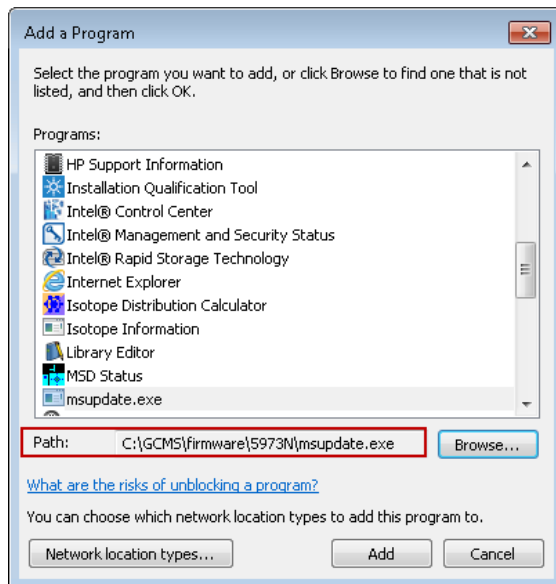 Add a Program
Select the program you want to add, or click Browse to find one that is not
listed, and then click OK.
Programs:
HP Support Information
Installation Qualification Tool
Intel® Control Center
Intel® Management and Security Status
Intel® Rapid Storage Technology
Internet Explorer
Isotope Distribution Calculator
Isotope Information
Library Editor
MSD Status
msupdate.exe
Path: C:\GCMS\firmware\5973N\msupdate.exe Browse...
What are the risks of unblocking a program?
You can choose which network location types to add this program to.
Network location types... Add Cancel